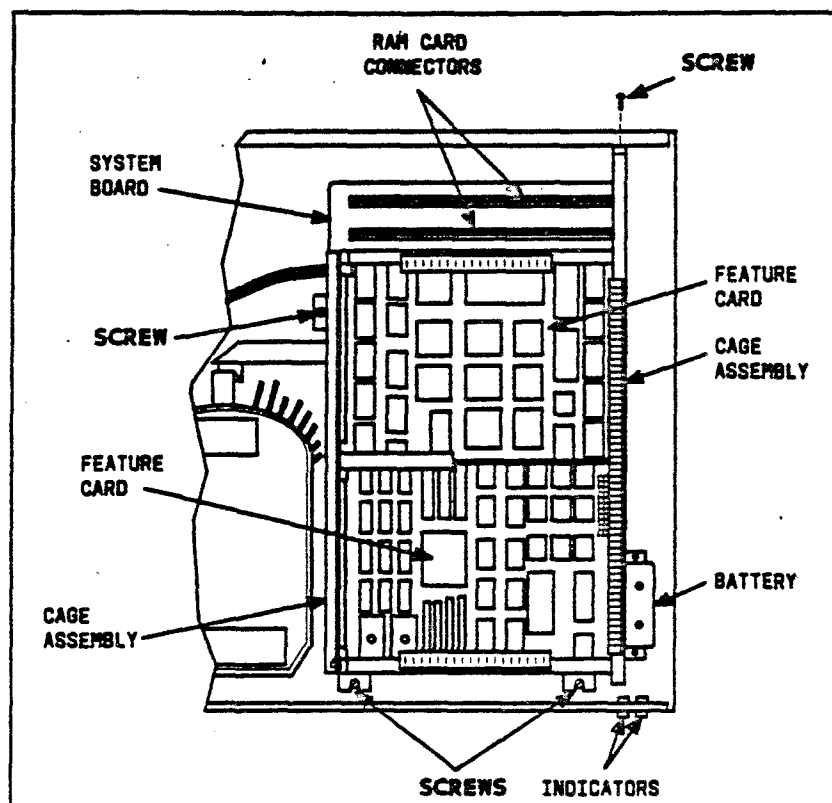 RAM CARD
CONNECTORS
SCREW
SYSTEM
BOARD
FEATURE
CARD
SCREW
CAGE
ASSEMBLY
FEATURE
CARD
BATTERY
CAGE
ASSEMBLY
SCREWS
INDICATORS